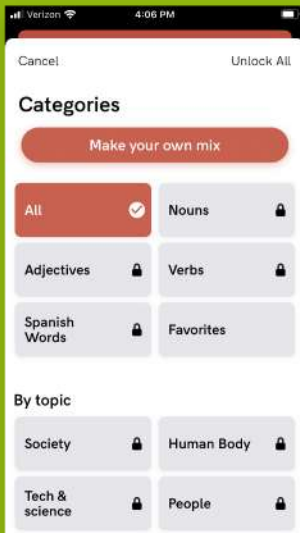 Verizon 4:06 PM
Cancel Unlock All
Categories
Make your own mix
All Nouns
Adjectives Verbs
Spanish
Words
Favorites
By topic
Society Human Body
Tech &
science
People